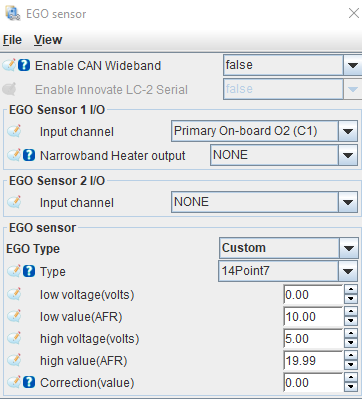 EGO sensor
File View
Enable CAN Wideband false
Enable Innovate LC-2 Serial false
EGO Sensor 1 I/O
Input channel Primary On-board O2 (C1)
Narrowband Heater output NONE
EGO Sensor 2 I/O
Input channel NONE
EGO sensor
EGO Type Custom
Type 14Point7
low voltage(volts) 0.00
low value(AFR) 10.00
high voltage(volts) 5.00
high value(AFR) 19.99
Correction(value) 0.00